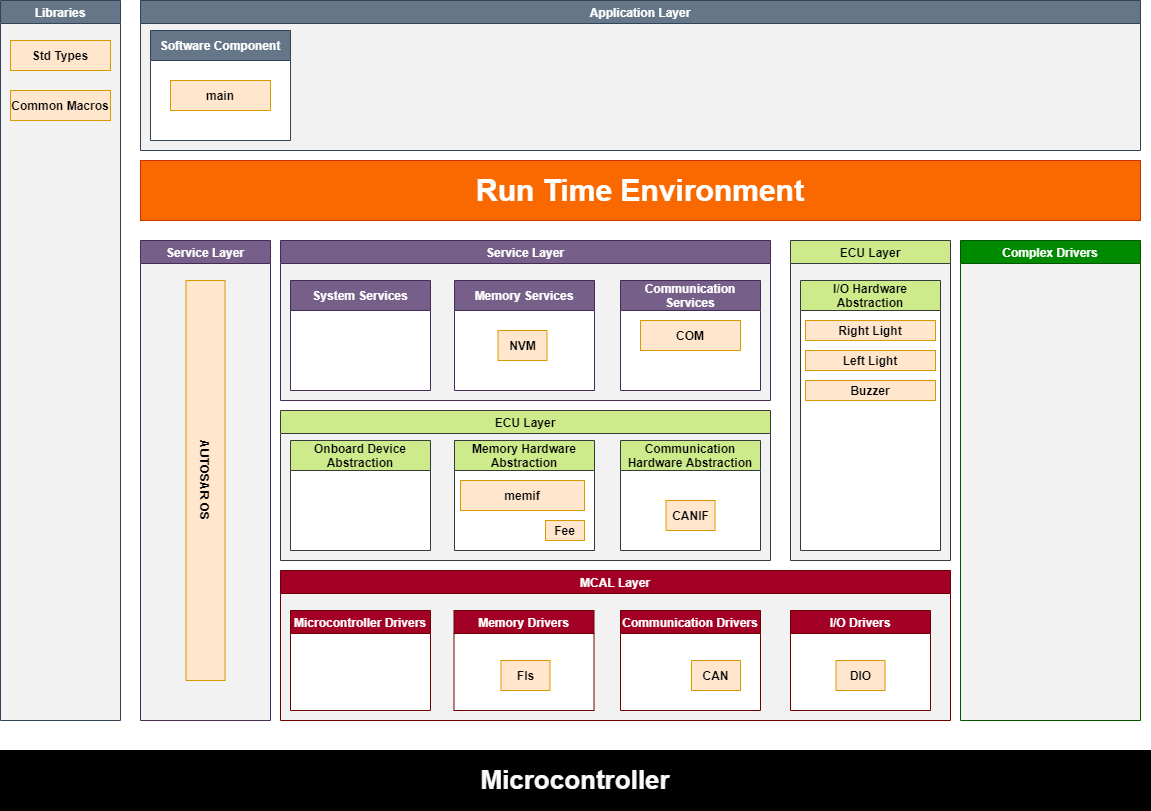 Libraries
Std Types
Common Macros
Application Layer
Software Component
main
Run Time Environment
Service Layer
AUTOSAR OS
Service Layer
System Services
Memory Services
NVM
Communication
Services
COM
ECU Layer
Onboard Device
Abstraction
Memory Hardware
Abstraction
memif
Fee
Communication
Hardware Abstraction
CANIF
ECU Layer
I/O Hardware
Abstraction
Right Light
Left Light
Buzzer
Complex Drivers
MCAL Layer
Microcontroller Drivers
Memory Drivers
Fls
Communication Drivers
CAN
I/O Drivers
DIO
Microcontroller